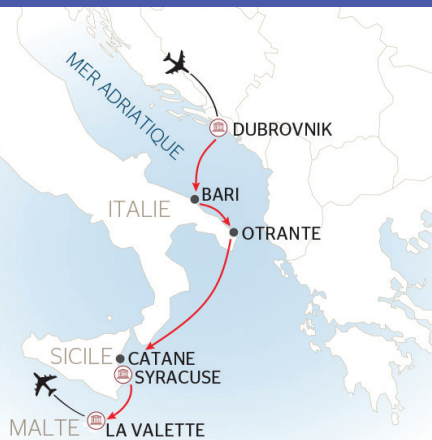 MER ADRIATIQUE
DUBROVNIK
BARI
ITALIE
OTRANTE
SICILE
CATANE
SYRACUSE
MALTE
LA VALETTE